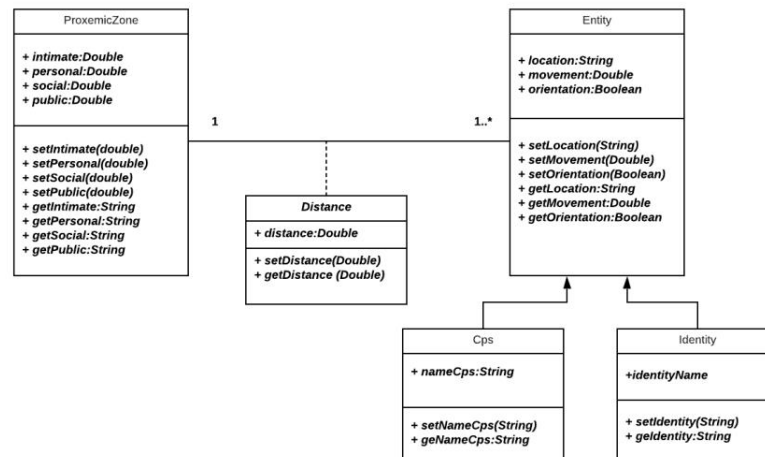 ProxemicZone
+ intimate:Double
+ personal:Double
+ social:Double
+ public:Double
+ setIntimate(double)
+ setPersonal(double)
+ setSocial(double)
+ setPublic(double)
+ getIntimate:String
+ getPersonal:String
+ getSocial:String
+ getPublic:String
1
1..*
Distance
+ distance:Double
+ setDistance(Double)
+ getDistance (Double)
Entity
+ location:String
+ movement:Double
+ orientation:Boolean
+ setLocation(String)
+ setMovement(Double)
+ setOrientation(Boolean)
+ getLocation:String
+ getMovement:Double
+ getOrientation:Boolean
Cps
+ nameCps:String
+ setNameCps(String)
+ geNameCps:String
Identity
+identityName
+ setIdentity(String)
+ geIdentity:String